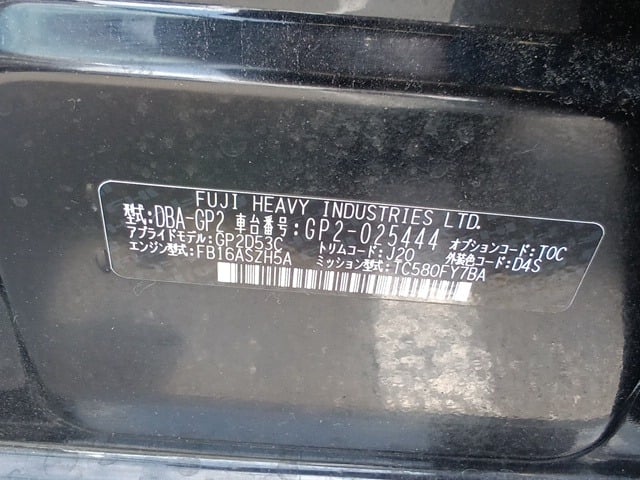 FUJI HEAVY INDUSTRIES LTD.
型式:DBA-GP2 車台番号:GP2-025444 オプションコード:TOC
アプライドモデル:GP2D53C トリムコード:J20 外装色コード:D4S
エンジン型式:FB16ASZH5A ミッション型式:TC580FY7BA